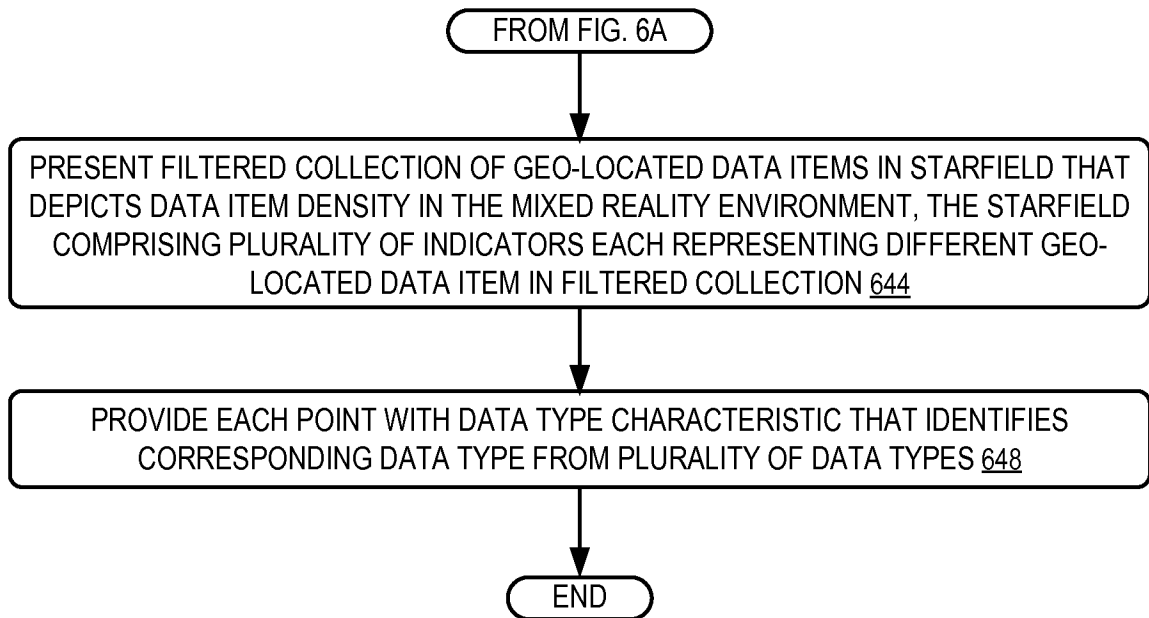 FROM FIG. 6A
PRESENT FILTERED COLLECTION OF GEO-LOCATED DATA ITEMS IN STARFIELD THAT
DEPICTS DATA ITEM DENSITY IN THE MIXED REALITY ENVIRONMENT, THE STARFIELD
COMPRISING PLURALITY OF INDICATORS EACH REPRESENTING DIFFERENT GEO-
LOCATED DATA ITEM IN FILTERED COLLECTION 644
PROVIDE EACH POINT WITH DATA TYPE CHARACTERISTIC THAT IDENTIFIES
CORRESPONDING DATA TYPE FROM PLURALITY OF DATA TYPES 648
END